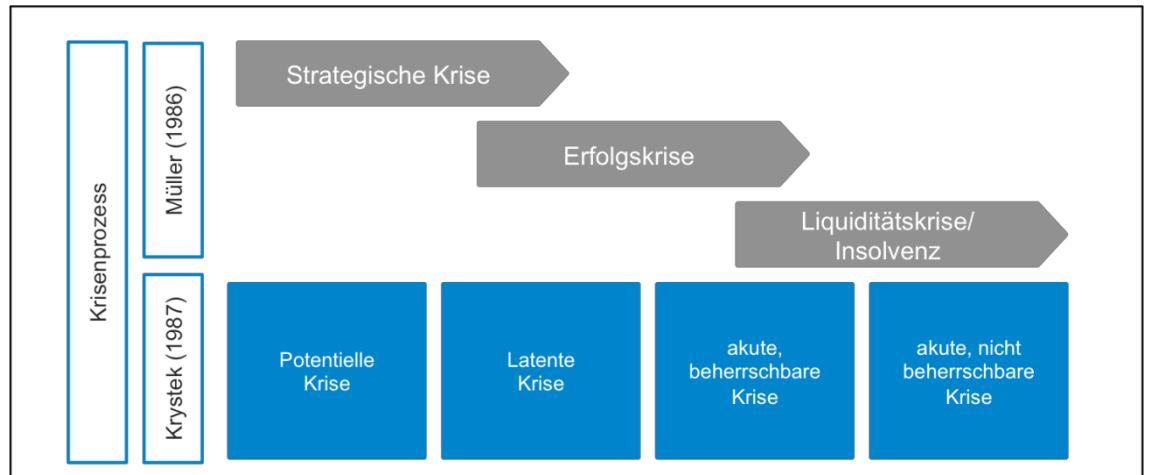 Krisenprozess
Müller (1986)
Strategische Krise
Erfolgskrise
Liquiditätskrise/
Insolvenz
Krystek (1987)
Potentielle
Krise
Latente
Krise
akute,
beherrschbare
Krise
akute, nicht
beherrschbare
Krise